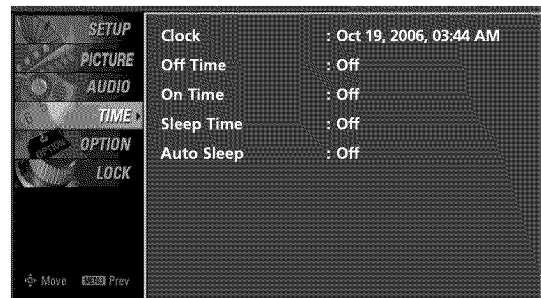 SETUP
PICTURE
AUDIO
TIME
OPTION
LOCK
Clock : Oct 19, 2006, 03:44 AM
Off Time : Off
On Time : Off
Sleep Time : Off
Auto Sleep : Off
OPTION
Move MENU Prev